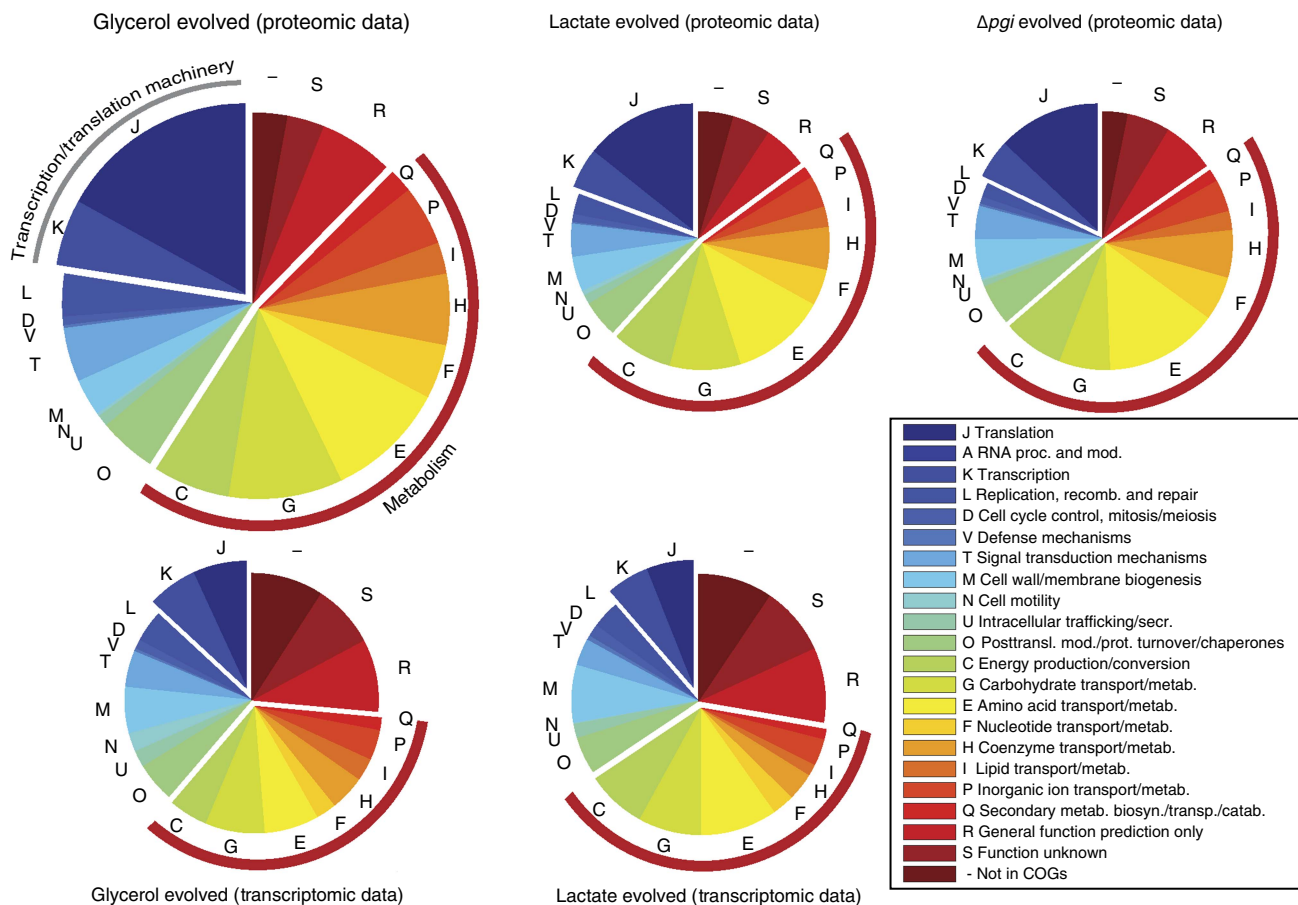 Glycerol evolved (proteomic data)
Lactate evolved (proteomic data)
Δpgi evolved (proteomic data)
Transcription/translation machinery
–
S
R
Q
P
I
H
F
E
Metabolism
G
C
O
U
N
M
T
V
D
L
K
J
–
S
R
Q
P
I
H
F
E
G
C
O
U
N
M
T
V
D
L
K
J
–
S
R
Q
P
I
H
F
E
G
C
O
U
N
M
T
V
D
L
K
J
–
S
R
Q
P
I
H
F
E
G
C
O
U
N
M
T
V
D
L
K
J
Glycerol evolved (transcriptomic data)
–
S
R
Q
P
I
H
F
E
G
C
O
U
N
M
T
V
D
L
K
J
Lactate evolved (transcriptomic data)
J Translation
A RNA proc. and mod.
K Transcription
L Replication, recomb. and repair
D Cell cycle control, mitosis/meiosis
V Defense mechanisms
T Signal transduction mechanisms
M Cell wall/membrane biogenesis
N Cell motility
U Intracellular trafficking/secr.
O Posttransl. mod./prot. turnover/chaperones
C Energy production/conversion
G Carbohydrate transport/metab.
E Amino acid transport/metab.
F Nucleotide transport/metab.
H Coenzyme transport/metab.
I Lipid transport/metab.
P Inorganic ion transport/metab.
Q Secondary metab. biosyn./transp./catab.
R General function prediction only
S Function unknown
- Not in COGs